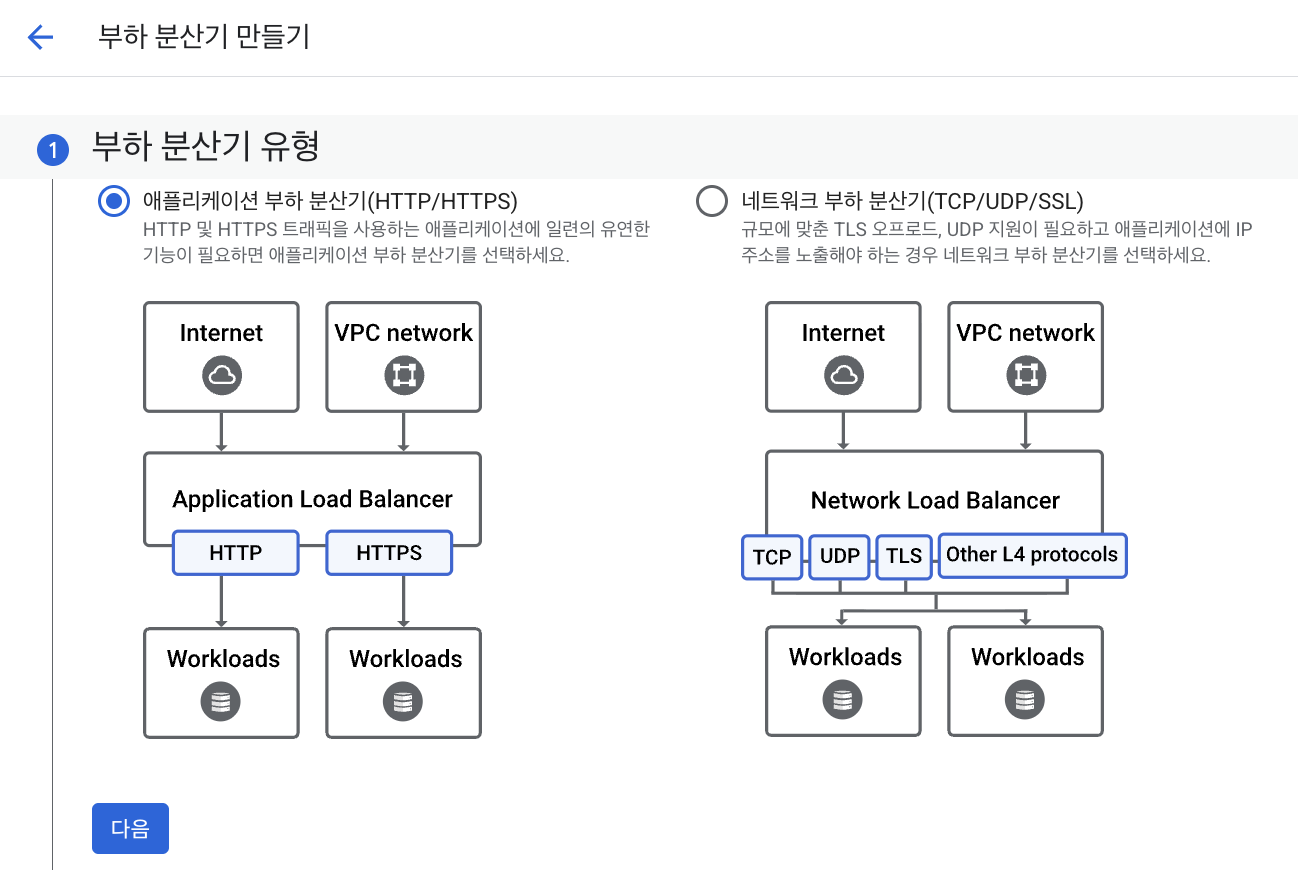 부하 분산기 만들기
1 부하 분산기 유형
애플리케이션 부하 분산기(HTTP/HTTPS)
HTTP 및 HTTPS 트래픽을 사용하는 애플리케이션에 일련의 유연한
기능이 필요하면 애플리케이션 부하 분산기를 선택하세요.
Internet
VPC network
Application Load Balancer
HTTP
HTTPS
Workloads
Workloads
네트워크 부하 분산기(TCP/UDP/SSL)
규모에 맞춘 TLS 오프로드, UDP 지원이 필요하고 애플리케이션에 IP
주소를 노출해야 하는 경우 네트워크 부하 분산기를 선택하세요.
Internet
VPC network
Network Load Balancer
TCP
UDP
TLS
Other L4 protocols
Workloads
Workloads
다음